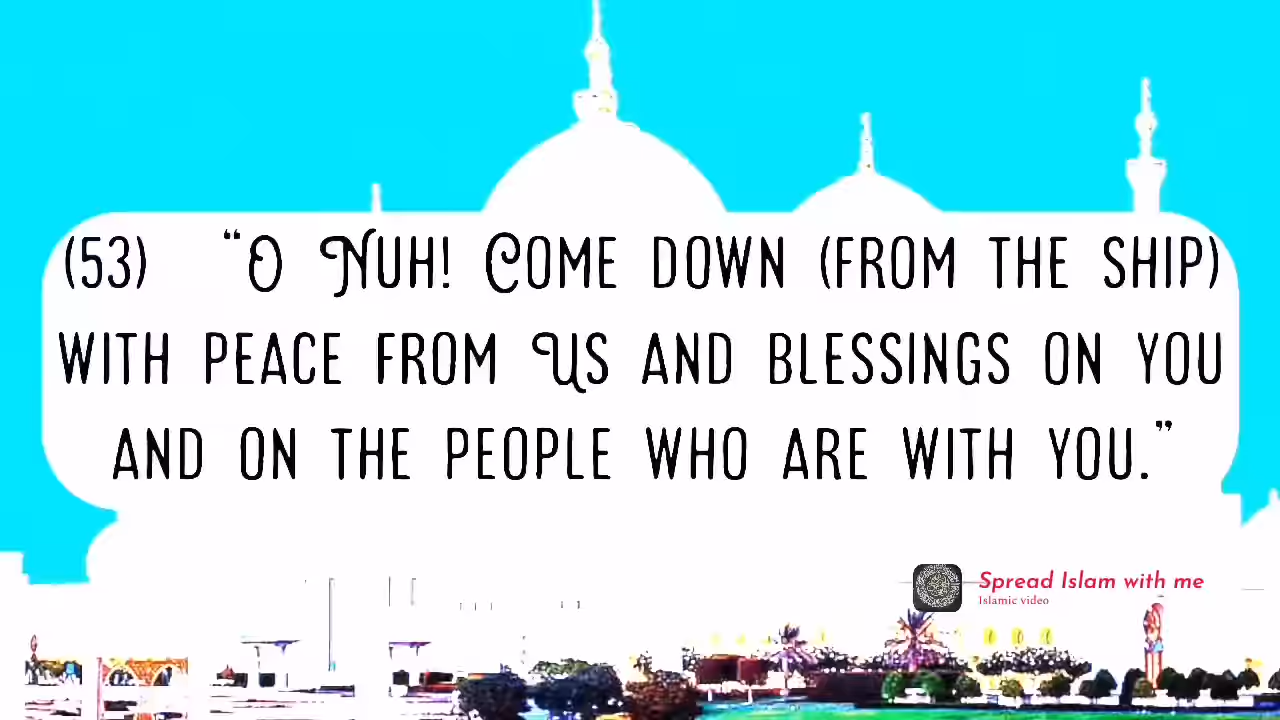 (53) “O Nuh! Come down (from the ship)
with peace from Us and blessings on you
and on the people who are with you.”
Spread Islam with me
Islamic video